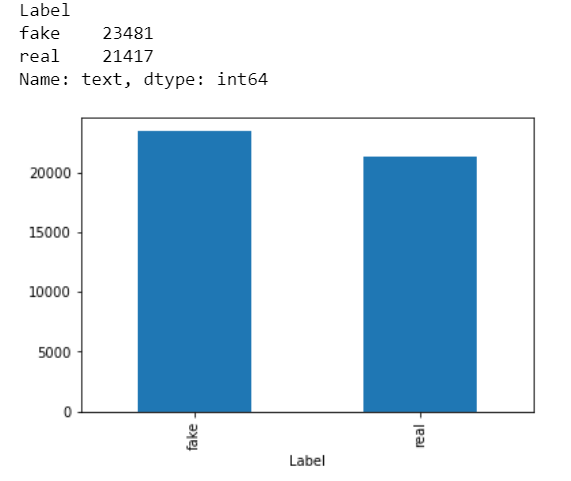 Label
fake    23481
real    21417
Name: text, dtype: int64
20000
15000
10000
5000
0
fake
real
Label